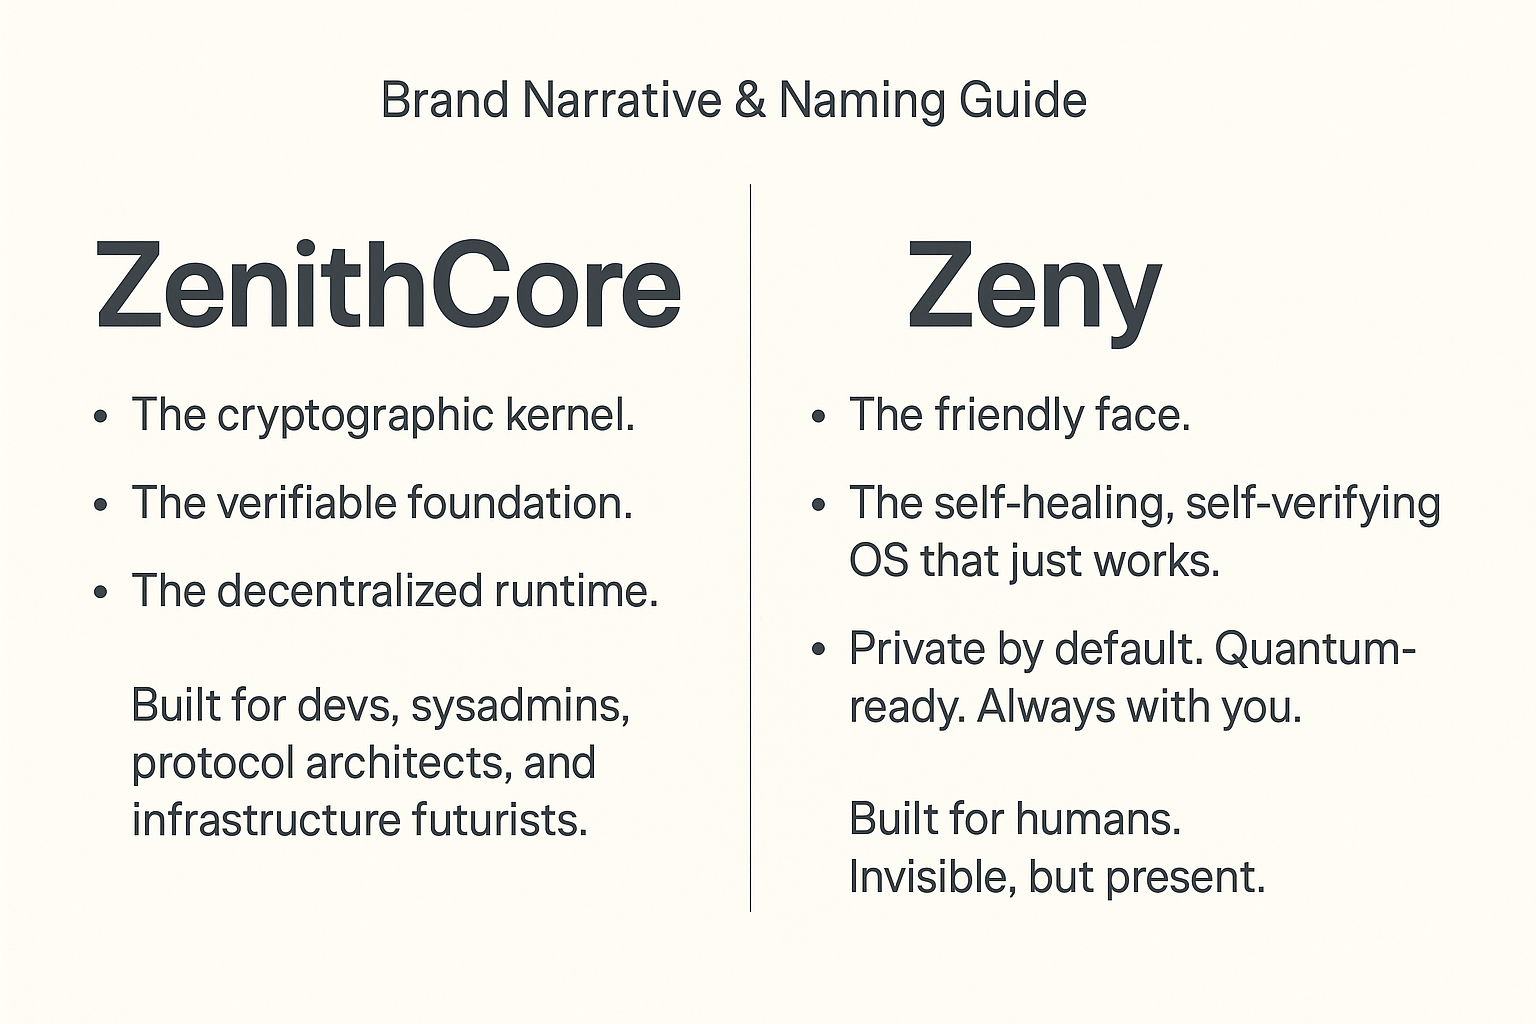 Brand Narrative & Naming Guide
ZenithCore
• The cryptographic kernel.
• The verifiable foundation.
• The decentralized runtime.
Built for devs, sysadmins,
protocol architects, and
infrastructure futurists.
Zeny
• The friendly face.
• The self-healing, self-verifying
OS that just works.
• Private by default. Quantum-
ready. Always with you.
Built for humans.
Invisible, but present.